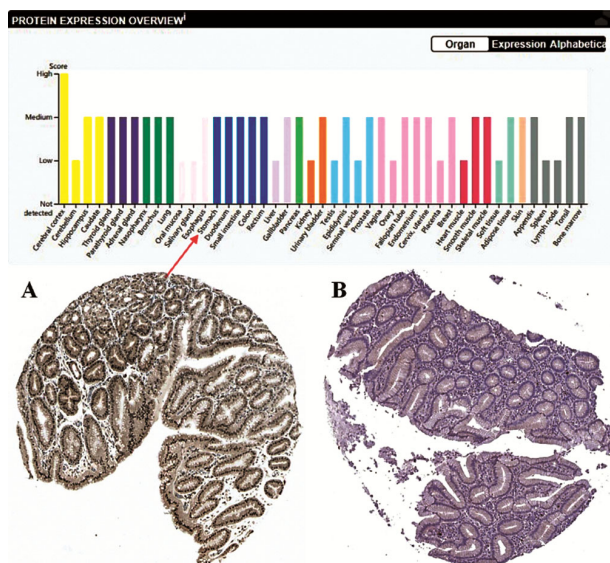 PROTEIN EXPRESSION OVERVIEWⁱ
Organ Expression Alphabetica
Score
High
Medium
Low
Not
detected
Cerebral cortex
Cerebellum
Hippocampus
Caudate
Thyroid gland
Parathyroid gland
Adrenal gland
Nasopharynx
Bronchus
Lung
Oral mucosa
Salivary gland
Esophagus
Stomach
Duodenum
Small intestine
Colon
Rectum
Liver
Gallbladder
Pancreas
Kidney
Urinary bladder
Testis
Epididymis
Seminal vesicle
Prostate
Vagina
Ovary
Fallopian tube
Endometrium
Cervix, uterine
Placenta
Breast
Heart muscle
Smooth muscle
Skeletal muscle
Soft tissue
Adipose tissue
Skin
Appendix
Spleen
Lymph node
Tonsil
Bone marrow
A
B